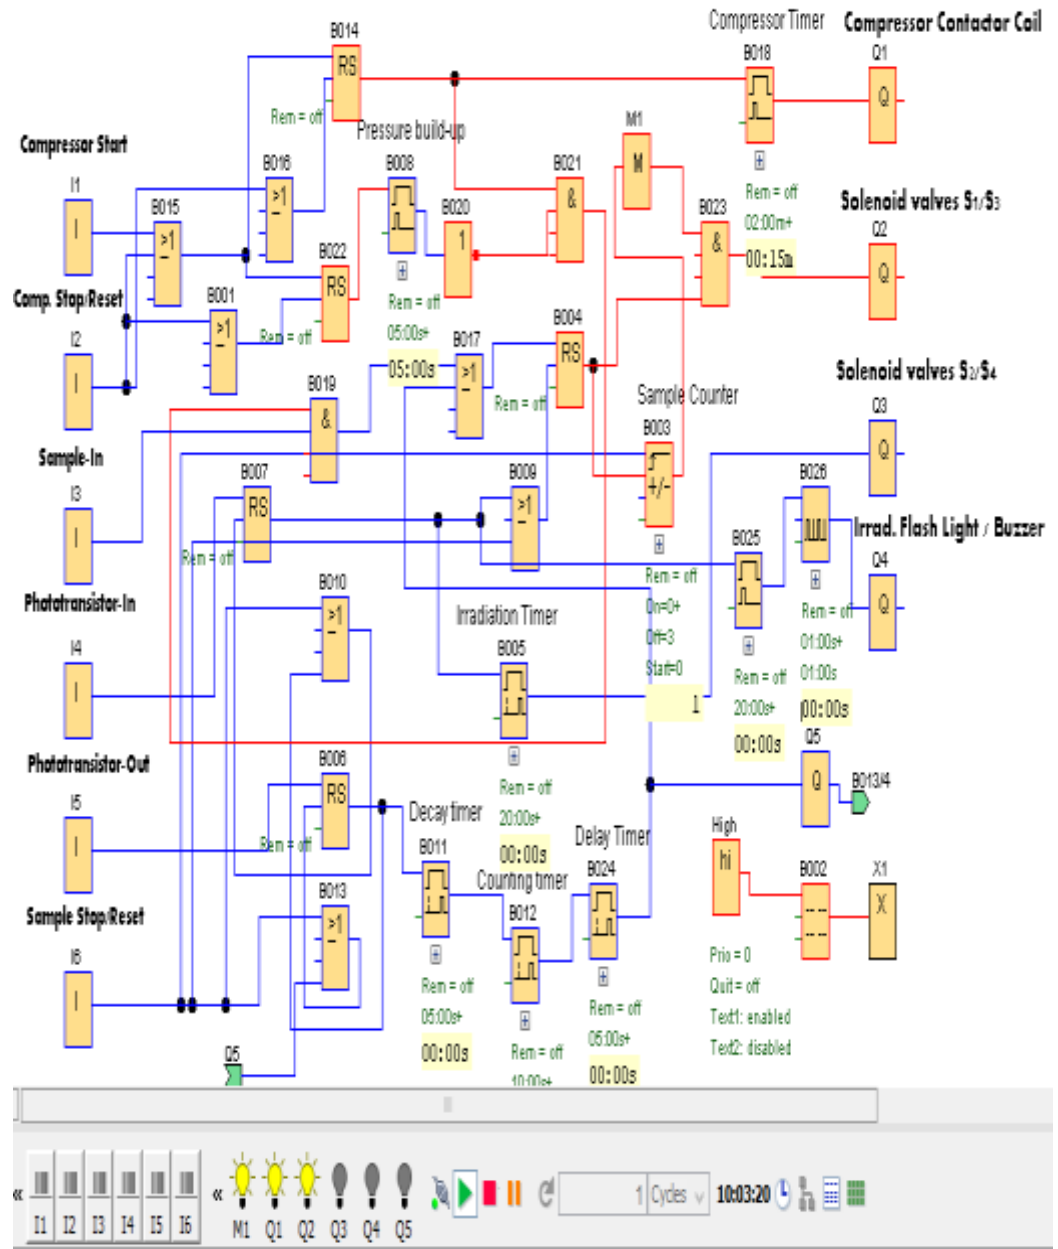 Compressor Timer
Compressor Contactor Coil
B014
B018
Q1
RS
Q
Rem = off
Pressure build-up
M1
M
Compressor Start
I1
I
B015
>1
B016
>1
B008
B020
1
B021
&
B023
&
Rem = off
02:00m+
00:15m
Solenoid valves S1/S3
Q2
Q
B022
RS
Rem = off
Rem = off
05:00s+
05:00s
Comp. Stop/Reset
I2
I
B001
>1
B017
>1
B004
RS
Rem = off
Solenoid valves S2/S4
Q3
Q
B019
&
Sample Counter
B003
+/-
Sample-In
I3
I
B007
RS
Rem = off
B009
>1
B026
B025
Irrad. Flash Light / Buzzer
Q4
Q
Rem = off
On=0+
Off=3
Start=0
1
Rem = off
01:00s+
01:00s
00:00s
Rem = off
20:00s+
00:00s
Phototransistor-In
I4
I
B010
>1
Irradiation Timer
B005
Rem = off
20:00s+
00:00s
Q5
Q
B013/4
Phototransistor-Out
I5
I
B006
RS
Rem = off
Decay timer
B011
Rem = off
05:00s+
00:00s
Counting timer
B012
Rem = off
10:00s+
Delay Timer
B024
Rem = off
05:00s+
00:00s
High
hi
B002
X1
X
Prio = 0
Quit = off
Text1: enabled
Text2: disabled
Sample Stop/Reset
I6
I
B013
>1
Q5
« I1 I2 I3 I4 I5 I6 « M1 Q1 Q2 Q3 Q4 Q5 1 Cycles 10:03:20